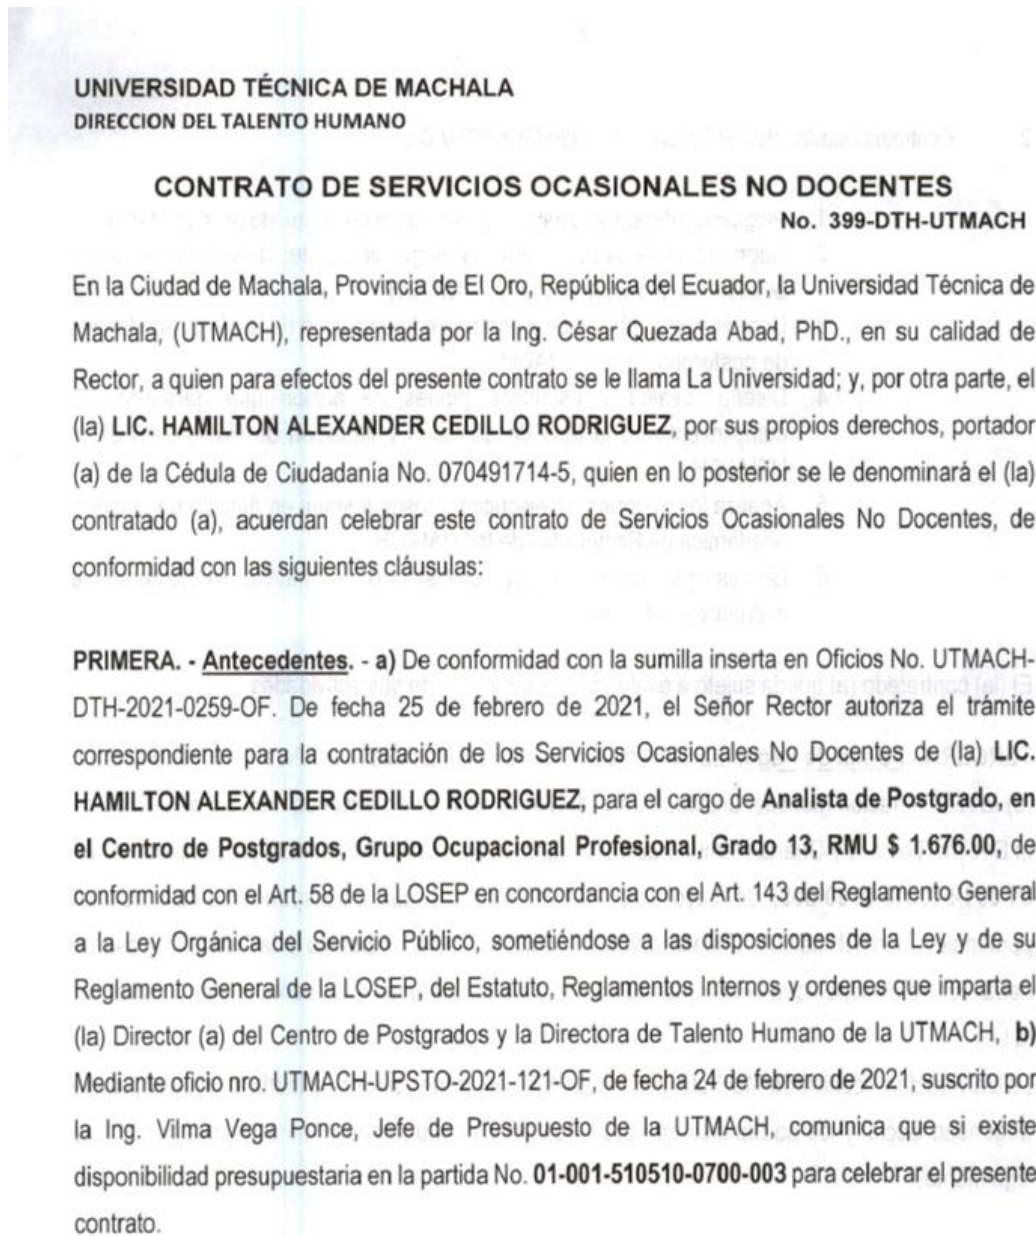 UNIVERSIDAD TÉCNICA DE MACHALA
DIRECCION DEL TALENTO HUMANO
CONTRATO DE SERVICIOS OCASIONALES NO DOCENTES
No. 399-DTH-UTMACH
En la Ciudad de Machala, Provincia de El Oro, República del Ecuador, la Universidad Técnica de
Machala, (UTMACH), representada por la Ing. César Quezada Abad, PhD., en su calidad de
Rector, a quien para efectos del presente contrato se le llama La Universidad; y, por otra parte, el
(la) LIC. HAMILTON ALEXANDER CEDILLO RODRIGUEZ, por sus propios derechos, portador
(a) de la Cédula de Ciudadanía No. 070491714-5, quien en lo posterior se le denominará el (la)
contratado (a), acuerdan celebrar este contrato de Servicios Ocasionales No Docentes, de
conformidad con las siguientes cláusulas:
PRIMERA. - Antecedentes. - a) De conformidad con la sumilla inserta en Oficios No. UTMACH-
DTH-2021-0259-OF. De fecha 25 de febrero de 2021, el Señor Rector autoriza el trámite
correspondiente para la contratación de los Servicios Ocasionales No Docentes de (la) LIC.
HAMILTON ALEXANDER CEDILLO RODRIGUEZ, para el cargo de Analista de Postgrado, en
el Centro de Postgrados, Grupo Ocupacional Profesional, Grado 13, RMU $ 1.676.00, de
conformidad con el Art. 58 de la LOSEP en concordancia con el Art. 143 del Reglamento General
a la Ley Orgánica del Servicio Público, sometiéndose a las disposiciones de la Ley y de su
Reglamento General de la LOSEP, del Estatuto, Reglamentos Internos y ordenes que imparta el
(la) Director (a) del Centro de Postgrados y la Directora de Talento Humano de la UTMACH, b)
Mediante oficio nro. UTMACH-UPSTO-2021-121-OF, de fecha 24 de febrero de 2021, suscrito por
la Ing. Vilma Vega Ponce, Jefe de Presupuesto de la UTMACH, comunica que si existe
disponibilidad presupuestaria en la partida No. 01-001-510510-0700-003 para celebrar el presente
contrato.